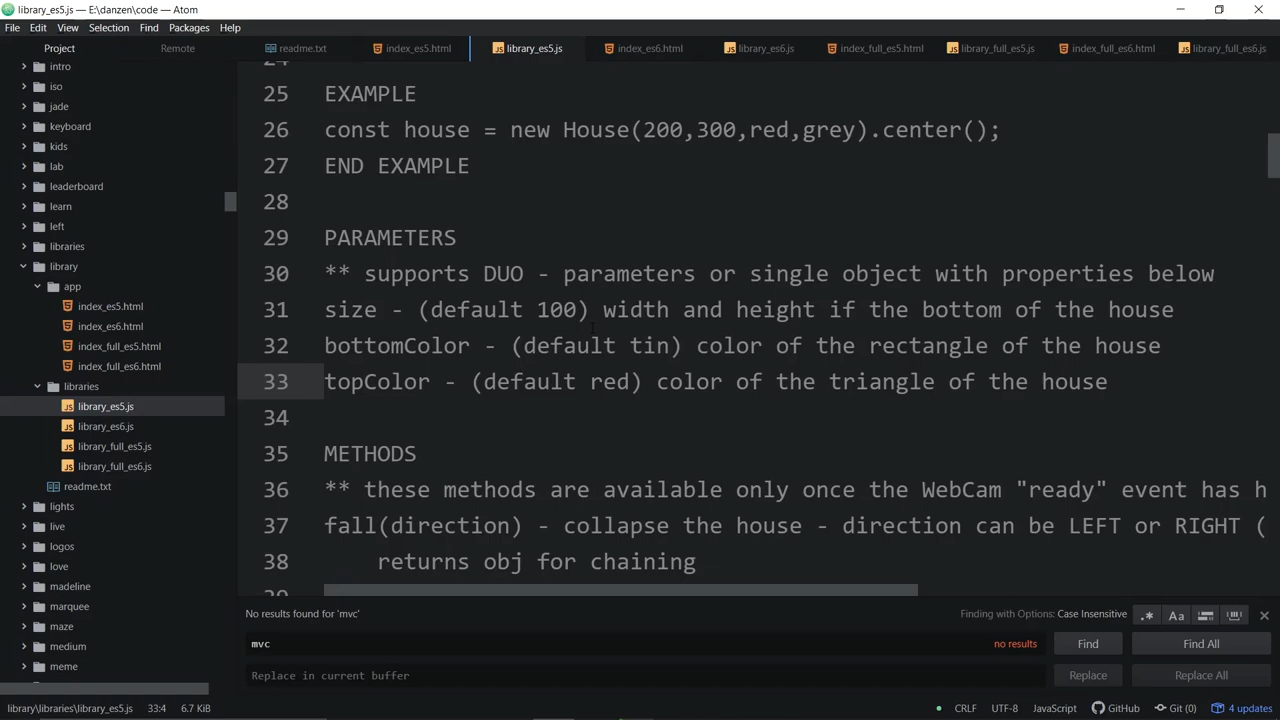 library_es5.js — E:\danzen\code — Atom
File Edit View Selection Find Packages Help
Project Remote readme.txt index_es5.html library_es5.js index_es6.html library_es6.js index_full_es5.html library_full_es5.js index_full_es6.html library_full_es6.js
intro
iso
jade
keyboard
kids
lab
leaderboard
learn
left
libraries
library
app
index_es5.html
index_es6.html
index_full_es5.html
index_full_es6.html
libraries
library_es5.js
library_es6.js
library_full_es5.js
library_full_es6.js
readme.txt
lights
live
logos
love
madeline
marquee
maze
medium
meme
24
25 EXAMPLE
26 const house = new House(200,300,red,grey).center();
27 END EXAMPLE
28
29 PARAMETERS
30 ** supports DUO - parameters or single object with properties below
31 size - (default 100) width and height if the bottom of the house
32 bottomColor - (default tin) color of the rectangle of the house
33 topColor - (default red) color of the triangle of the house
34
35 METHODS
36 ** these methods are available only once the WebCam "ready" event has h
37 fall(direction) - collapse the house - direction can be LEFT or RIGHT (
38 returns obj for chaining
No results found for 'mvc' Finding with Options: Case Insensitive .* Aa
mvc no results Find Find All
Replace in current buffer Replace Replace All
library\libraries\library_es5.js 33:4 6.7 KiB CRLF UTF-8 JavaScript GitHub Git (0) 4 updates